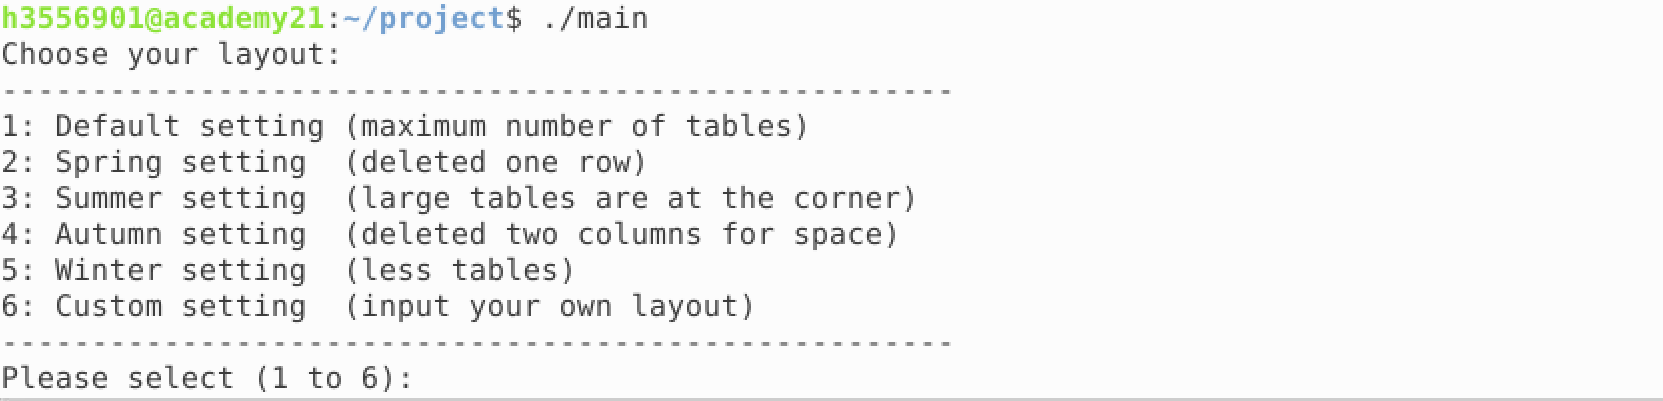 h3556901@academy21:~/project$ ./main
Choose your layout:
-----------------------------------------------------
1: Default setting (maximum number of tables)
2: Spring setting  (deleted one row)
3: Summer setting  (large tables are at the corner)
4: Autumn setting  (deleted two columns for space)
5: Winter setting  (less tables)
6: Custom setting  (input your own layout)
-----------------------------------------------------
Please select (1 to 6):